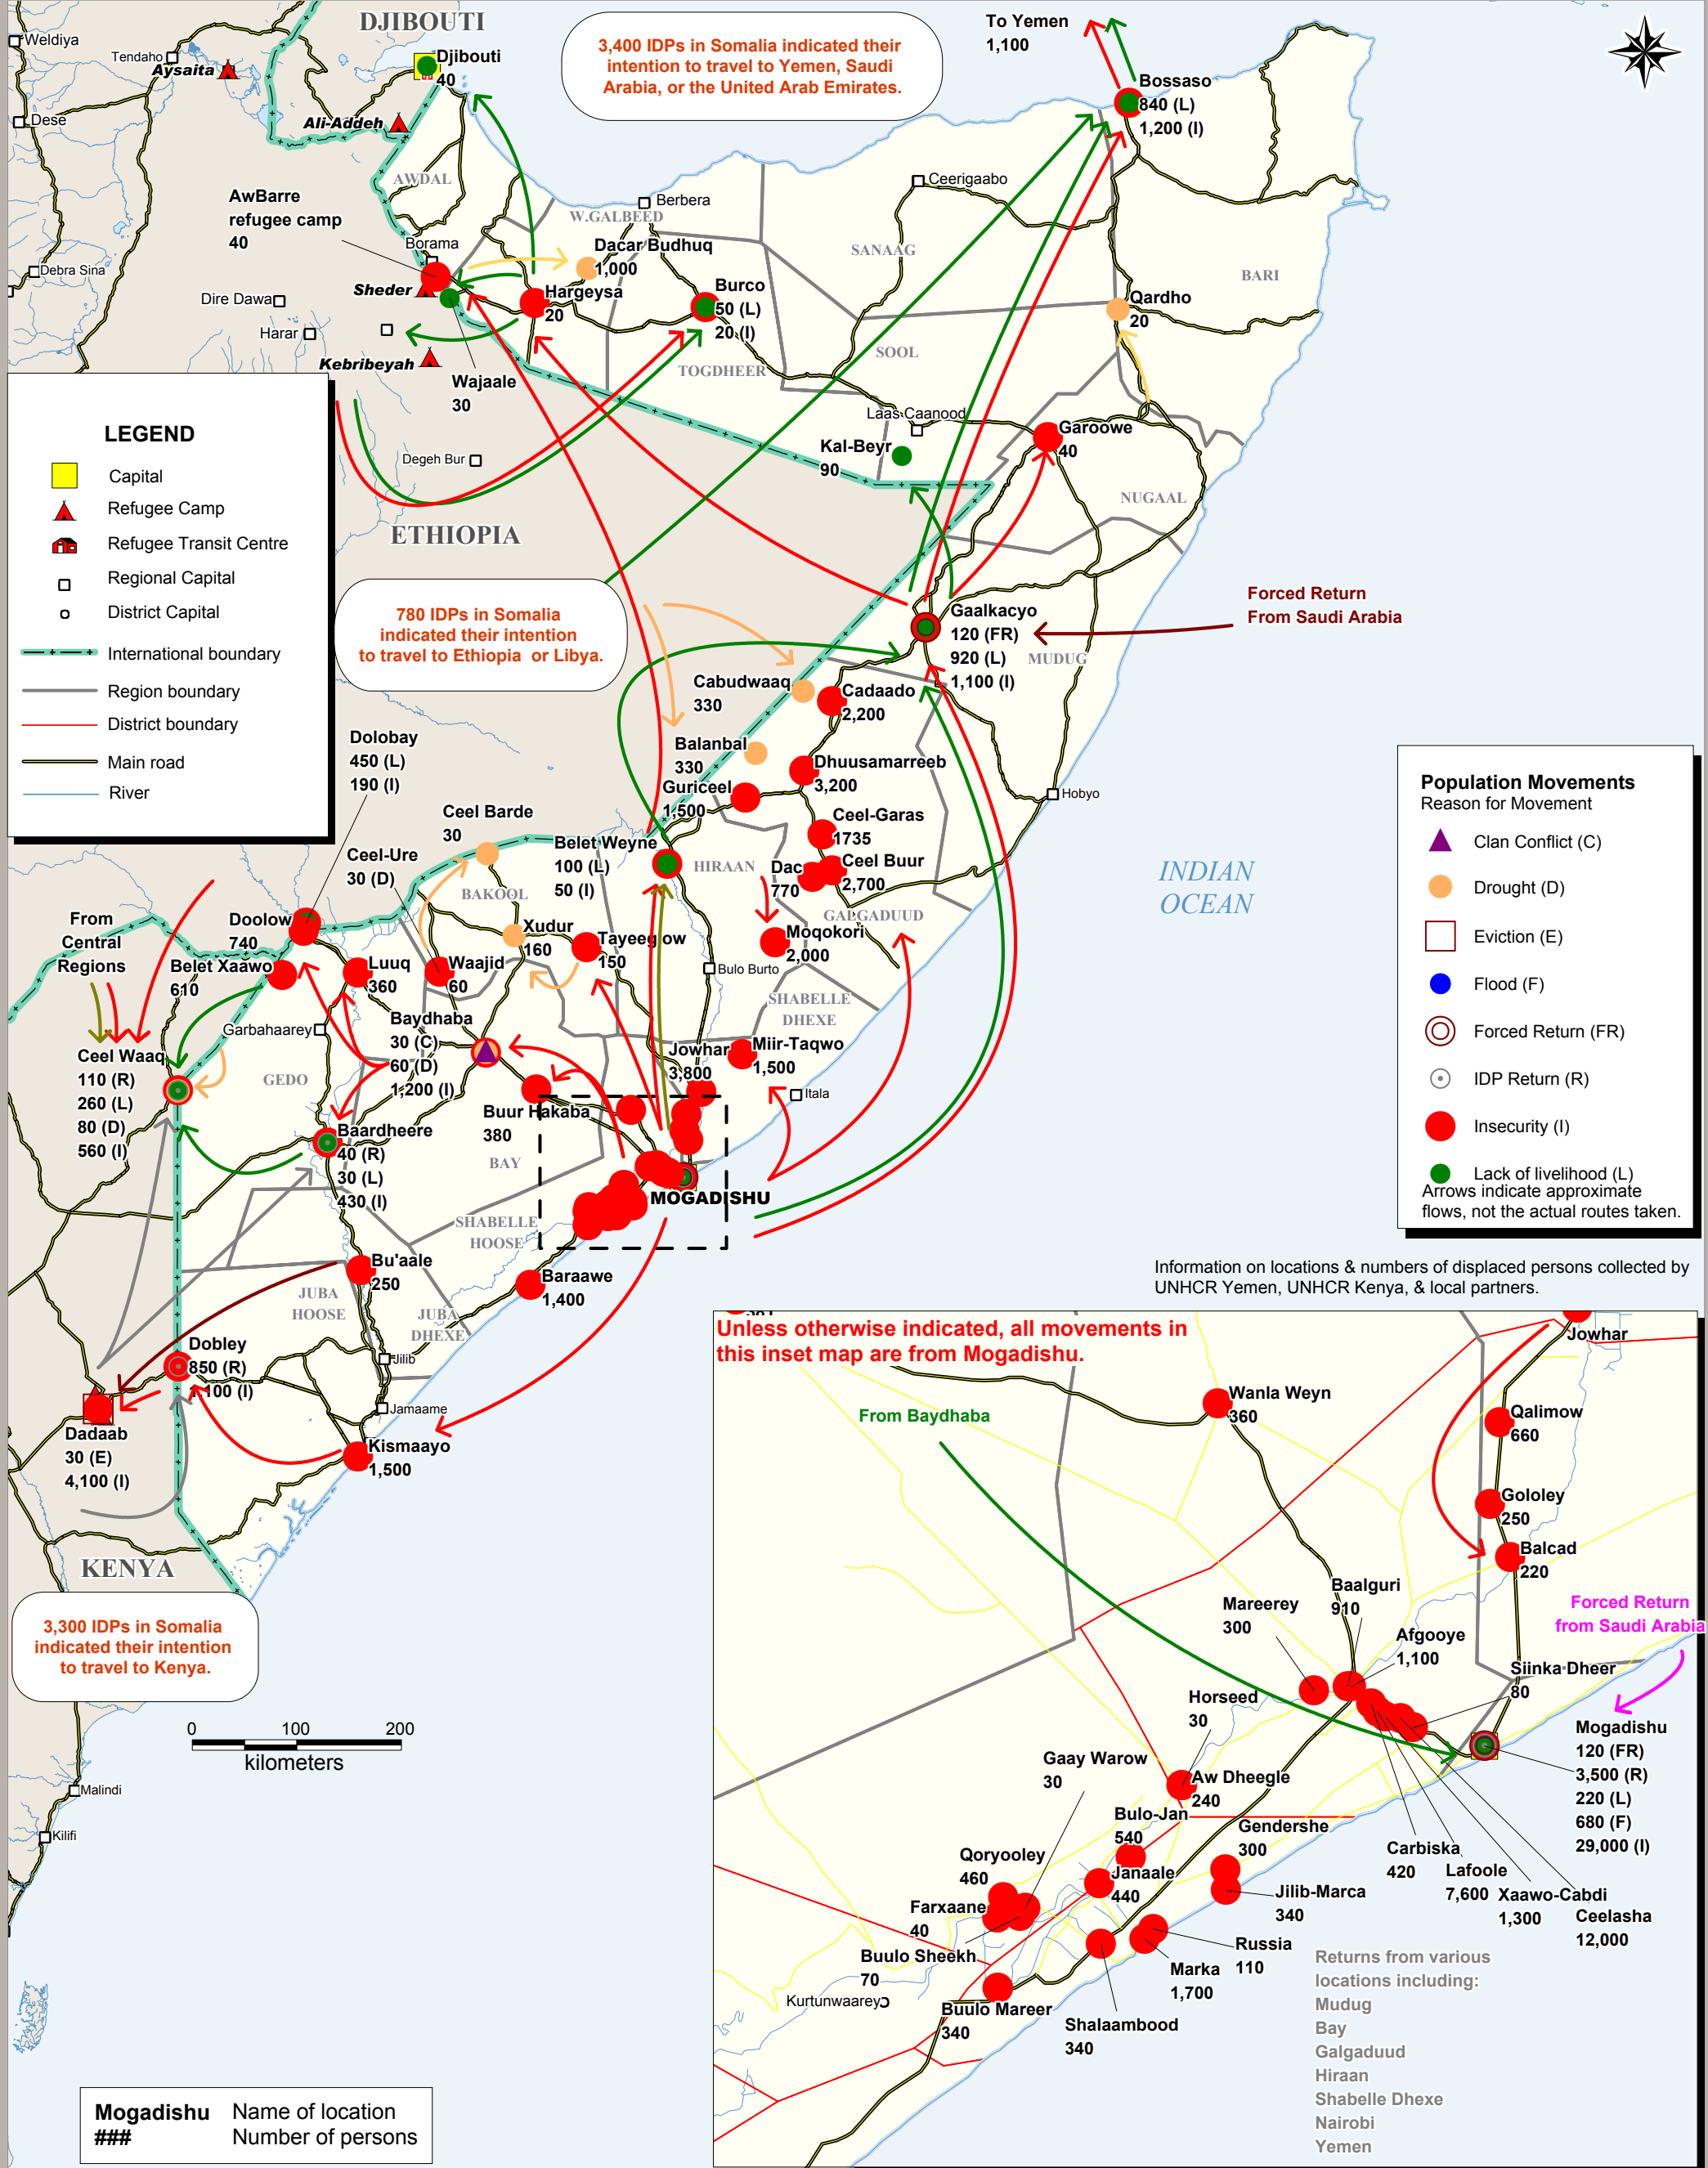 DJIBOUTI
Weldiya
Tendaho
Aysaita
Dese
Ali-Addeh
Djibouti
40
3,400 IDPs in Somalia indicated their
intention to travel to Yemen, Saudi
Arabia, or the United Arab Emirates.
To Yemen
1,100
Bossaso
840 (L)
1,200 (I)
AWDAL
AwBarre
refugee camp
40
Borama
Debra Sina
Sheder
Dire Dawa
Harar
Kebribeyah
Wajaale
30
W.GALBEED
Berbera
Dacar Budhuq
1,000
Hargeysa
20
Burco
50 (L)
20 (I)
TOGDHEER
Ceerigaabo
SANAAG
BARI
Qardho
20
SOOL
Laas Caanood
Kal-Beyr
90
Garoowe
40
NUGAAL
Degeh Bur
ETHIOPIA
LEGEND
Capital
Refugee Camp
Refugee Transit Centre
Regional Capital
District Capital
International boundary
Region boundary
District boundary
Main road
River
780 IDPs in Somalia
indicated their intention
to travel to Ethiopia or Libya.
Forced Return
From Saudi Arabia
Gaalkacyo
120 (FR)
920 (L)
1,100 (I)
MUDUG
Cabudwaaq
330
Cadaado
2,200
Balanbal
330
Dhuusamarreeb
3,200
Guriceel
1,500
Hobyo
Ceel-Garas
1735
Ceel Buur
2,700
Dac
770
GALGADUUD
Moqokori
2,000
INDIAN
OCEAN
Dolobay
450 (L)
190 (I)
Ceel Barde
30
Ceel-Ure
30 (D)
Belet Weyne
100 (L)
50 (I)
HIRAAN
BAKOOL
Xudur
160
Tayeeglow
150
Bulo Burto
SHABELLE
DHEXE
From
Central
Regions
Doolow
740
Belet Xaawo
610
Luuq
360
Waajid
60
Garbahaarey
Baydhaba
30 (C)
60 (D)
1,200 (I)
Jowhar
3,800
Miir-Taqwo
1,500
Itala
Ceel Waaq
110 (R)
260 (L)
80 (D)
560 (I)
GEDO
Buur Hakaba
380
BAY
Baardheere
40 (R)
30 (L)
430 (I)
MOGADISHU
SHABELLE
HOOSE
Bu'aale
250
JUBA
HOOSE
JUBA
DHEXE
Baraawe
1,400
Dobley
850 (R)
1,100 (I)
Jilib
Jamaame
Dadaab
30 (E)
4,100 (I)
Kismaayo
1,500
KENYA
3,300 IDPs in Somalia
indicated their intention
to travel to Kenya.
0 100 200
kilometers
Malindi
Kilifi
Mogadishu Name of location
### Number of persons
Population Movements
Reason for Movement
Clan Conflict (C)
Drought (D)
Eviction (E)
Flood (F)
Forced Return (FR)
IDP Return (R)
Insecurity (I)
Lack of livelihood (L)
Arrows indicate approximate
flows, not the actual routes taken.
Information on locations & numbers of displaced persons collected by
UNHCR Yemen, UNHCR Kenya, & local partners.
Unless otherwise indicated, all movements in
this inset map are from Mogadishu.
Jowhar
Wanla Weyn
360
From Baydhaba
Qalimow
660
Gololey
250
Balcad
220
Baalguri
910
Mareerey
300
Afgooye
1,100
Forced Return
from Saudi Arabia
Siinka Dheer
80
Horseed
30
Mogadishu
120 (FR)
3,500 (R)
220 (L)
680 (F)
29,000 (I)
Gaay Warow
30
Aw Dheegle
240
Bulo-Jan
540
Gendershe
300
Carbiska
420
Lafoole
7,600
Xaawo-Cabdi
1,300
Ceelasha
12,000
Qoryooley
460
Janaale
440
Jilib-Marca
340
Farxaane
40
Buulo Sheekh
70
Russia
110
Marka
1,700
Kurtunwaarey
Buulo Mareer
340
Shalaambood
340
Returns from various
locations including:
Mudug
Bay
Galgaduud
Hiraan
Shabelle Dhexe
Nairobi
Yemen